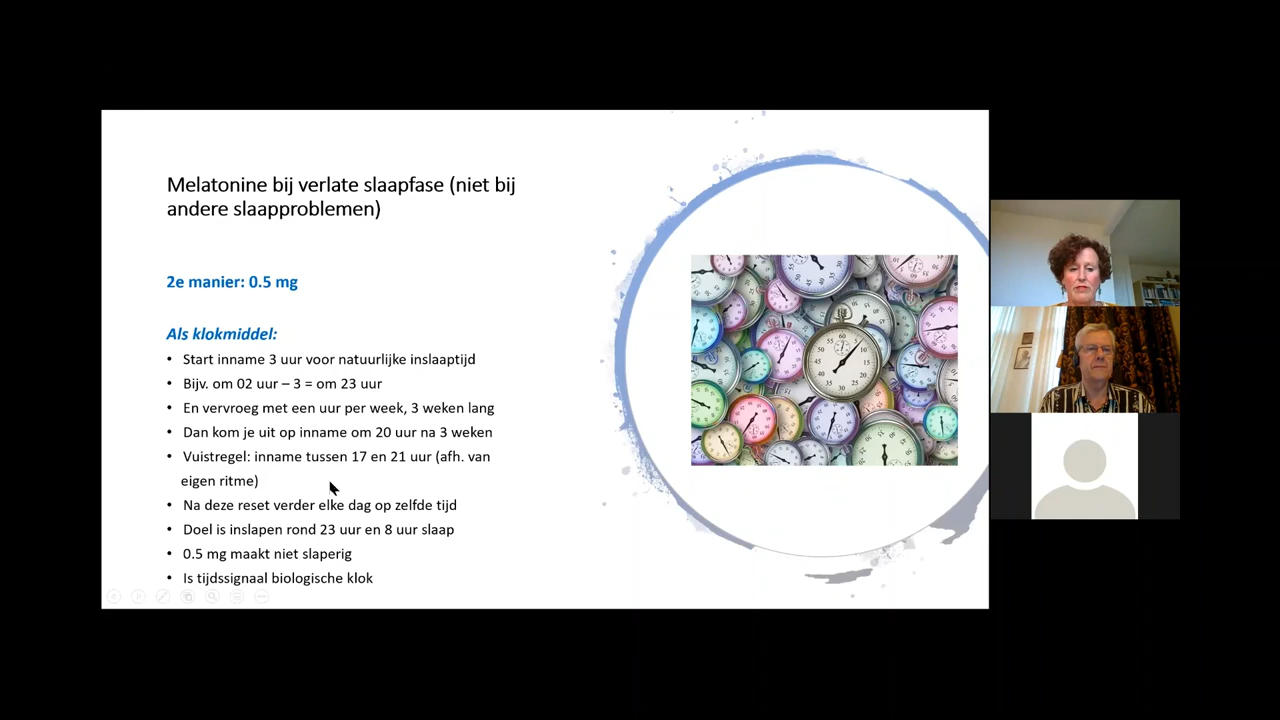 Melatonine bij verlate slaapfase (niet bij
andere slaapproblemen)
2e manier: 0.5 mg
Als klokmiddel:
• Start inname 3 uur voor natuurlijke inslaaptijd
• Bijv. om 02 uur – 3 = om 23 uur
• En vervroeg met een uur per week, 3 weken lang
• Dan kom je uit op inname om 20 uur na 3 weken
• Vuistregel: inname tussen 17 en 21 uur (afh. van
eigen ritme)
• Na deze reset verder elke dag op zelfde tijd
• Doel is inslapen rond 23 uur en 8 uur slaap
• 0.5 mg maakt niet slaperig
• Is tijdssignaal biologische klok